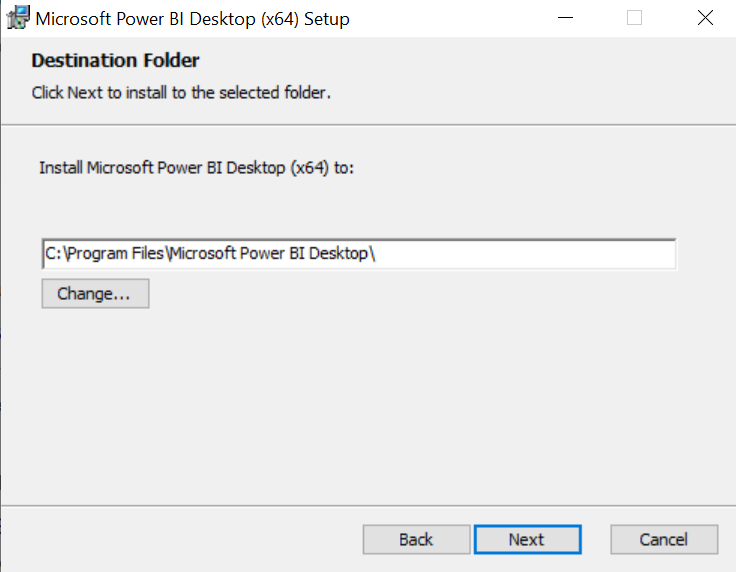 Microsoft Power BI Desktop (x64) Setup
Destination Folder
Click Next to install to the selected folder.
Install Microsoft Power BI Desktop (x64) to:
C:\Program Files\Microsoft Power BI Desktop\
Change...
Back Next Cancel